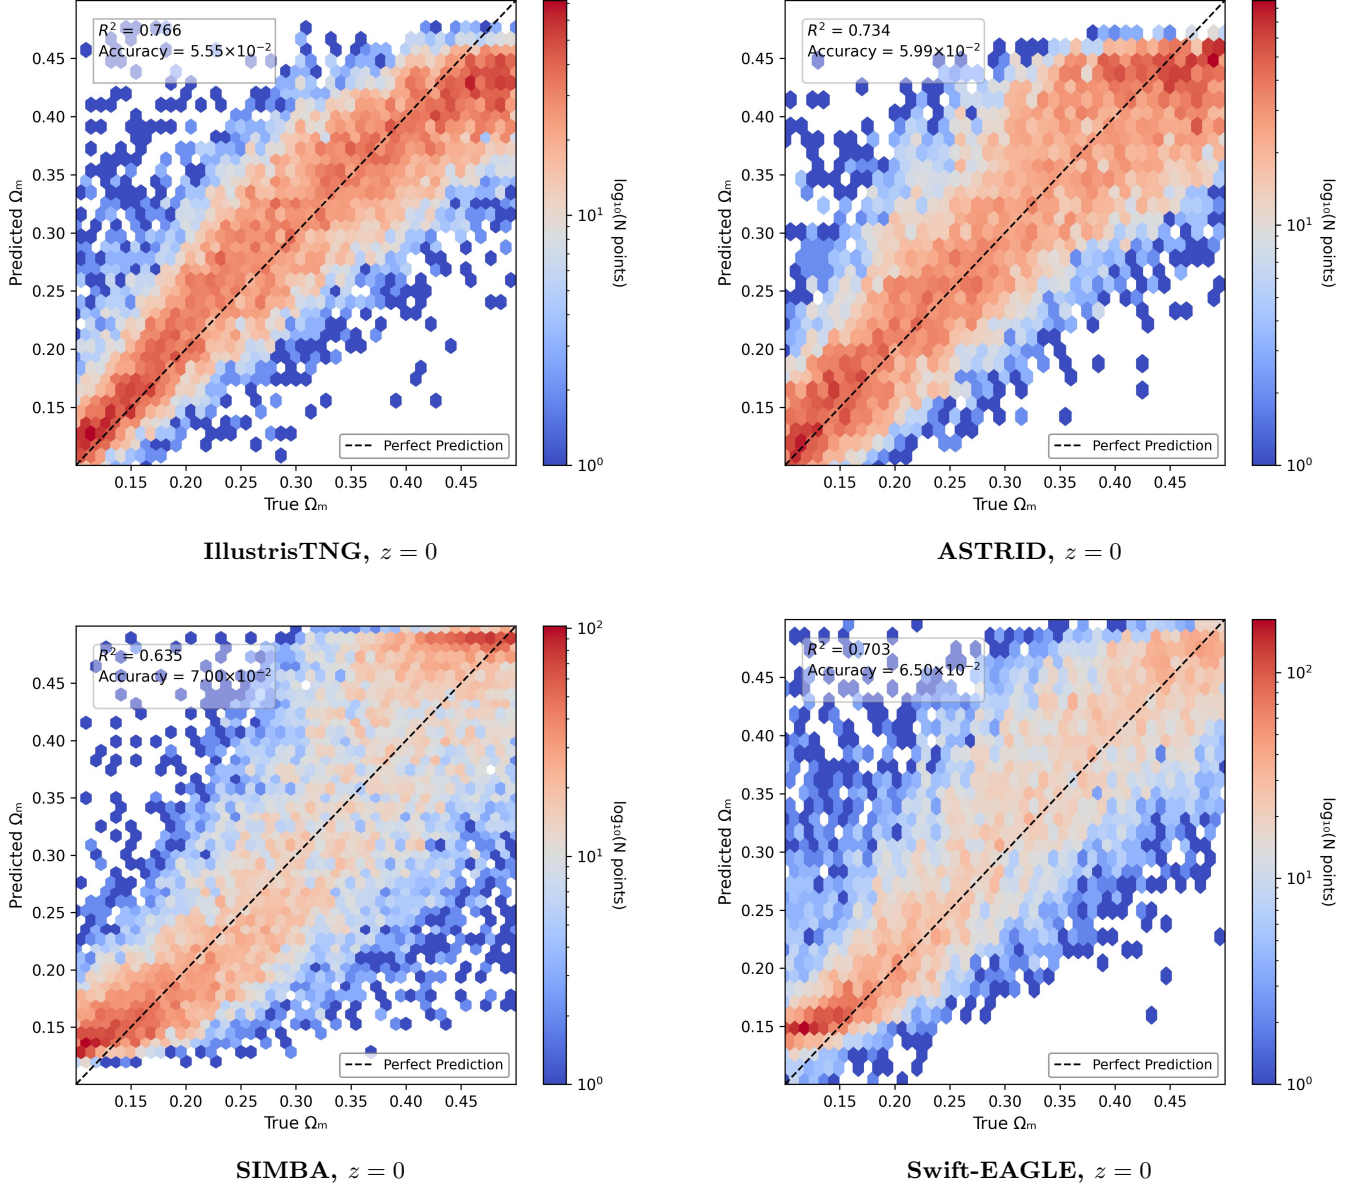 R² = 0.766
Accuracy = 5.55×10⁻²
0.45
0.40
0.35
0.30
0.25
0.20
0.15
Predicted Ωₘ
0.15 0.20 0.25 0.30 0.35 0.40 0.45
True Ωₘ
Perfect Prediction
10¹
10⁰
log₁₀(N points)
IllustrisTNG, z = 0
R² = 0.734
Accuracy = 5.99×10⁻²
0.45
0.40
0.35
0.30
0.25
0.20
0.15
Predicted Ωₘ
0.15 0.20 0.25 0.30 0.35 0.40 0.45
True Ωₘ
Perfect Prediction
10¹
10⁰
log₁₀(N points)
ASTRID, z = 0
R² = 0.635
Accuracy = 7.00×10⁻²
0.45
0.40
0.35
0.30
0.25
0.20
0.15
Predicted Ωₘ
0.15 0.20 0.25 0.30 0.35 0.40 0.45
True Ωₘ
Perfect Prediction
10²
10¹
10⁰
log₁₀(N points)
SIMBA, z = 0
R² = 0.703
Accuracy = 6.50×10⁻²
0.45
0.40
0.35
0.30
0.25
0.20
0.15
Predicted Ωₘ
0.15 0.20 0.25 0.30 0.35 0.40 0.45
True Ωₘ
Perfect Prediction
10²
10¹
10⁰
log₁₀(N points)
Swift-EAGLE, z = 0